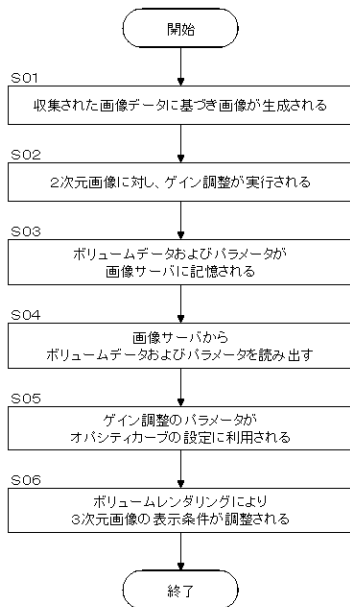 開始
S01
収集された画像データに基づき画像が生成される
S02
2次元画像に対し、ゲイン調整が実行される
S03
ボリュームデータおよびパラメータが
画像サーバに記憶される
S04
画像サーバから
ボリュームデータおよびパラメータを読み出す
S05
ゲイン調整のパラメータが
オパシティカーブの設定に利用される
S06
ボリュームレンダリングにより
3次元画像の表示条件が調整される
終了